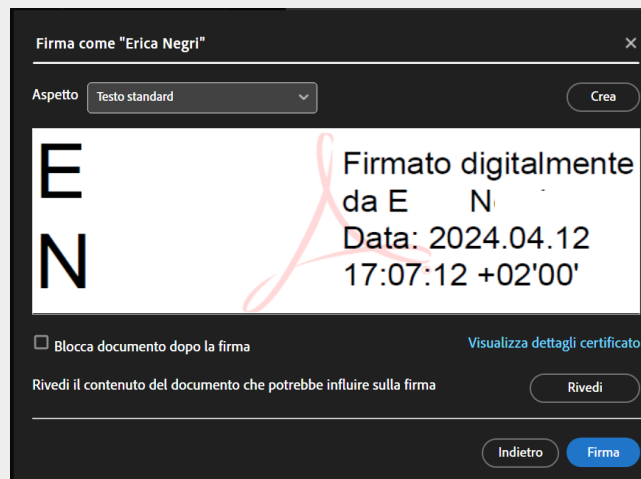 Firma come "Erica Negri"
Aspetto
Testo standard
Crea
E
N
Firmato digitalmente
da E
Data: 2024.04.12
17:07:12 +02'00'
Blocca documento dopo la firma
Visualizza dettagli certificato
Rivedi il contenuto del documento che potrebbe influire sulla firma
Rivedi
Indietro
Firma